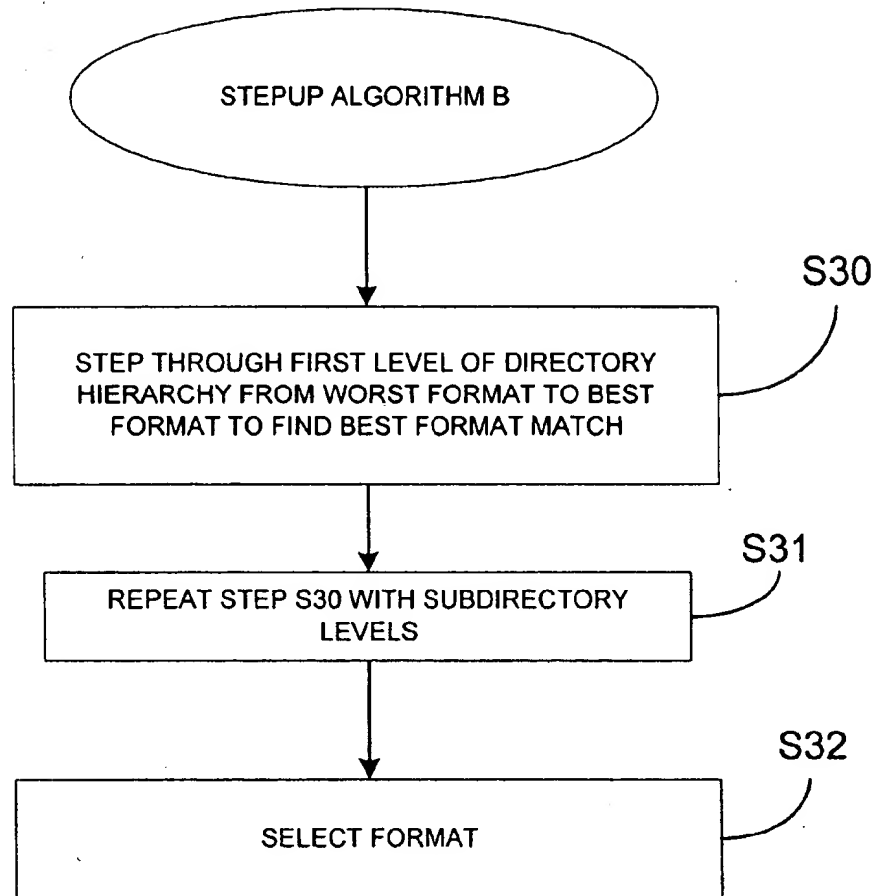 STEPUP ALGORITHM B
S30
STEP THROUGH FIRST LEVEL OF DIRECTORY
HIERARCHY FROM WORST FORMAT TO BEST
FORMAT TO FIND BEST FORMAT MATCH
S31
REPEAT STEP S30 WITH SUBDIRECTORY
LEVELS
S32
SELECT FORMAT